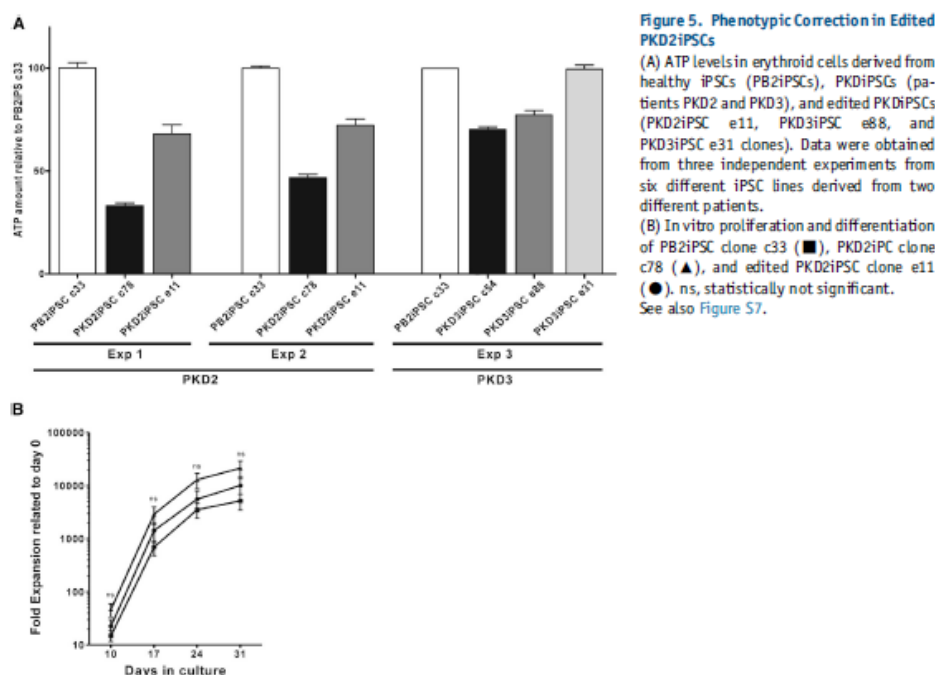 A
Figure 5. Phenotypic Correction in Edited
PKD2iPSCs
(A) ATP levels in erythroid cells derived from
healthy iPSCs (PB2iPSCs), PKDiPSCs (pa-
tients PKD2 and PKD3), and edited PKDiPSCs
(PKD2iPSC e11, PKD3iPSC e88, and
PKD3iPSC e31 clones). Data were obtained
from three independent experiments from
six different iPSC lines derived from two
different patients.
(B) In vitro proliferation and differentiation
of PB2iPSC clone c33 (■), PKD2iPC clone
c78 (▲), and edited PKD2iPSC clone e11
(●). ns, statistically not significant.
See also Figure S7.
ATP amount relative to PB2iPS c33
100
50
0
PB2iPSC c33
PKD2iPSC c78
PKD2iPSC e11
PB2iPSC c33
PKD2iPSC c78
PKD2iPSC e11
PB2iPSC c33
PKD3iPSC c54
PKD3iPSC e88
PKD3iPSC e31
Exp 1
Exp 2
Exp 3
PKD2
PKD3
B
Fold Expansion related to day 0
100000
10000
1000
100
10
ns
ns
ns
ns
10
17
24
31
Days in culture